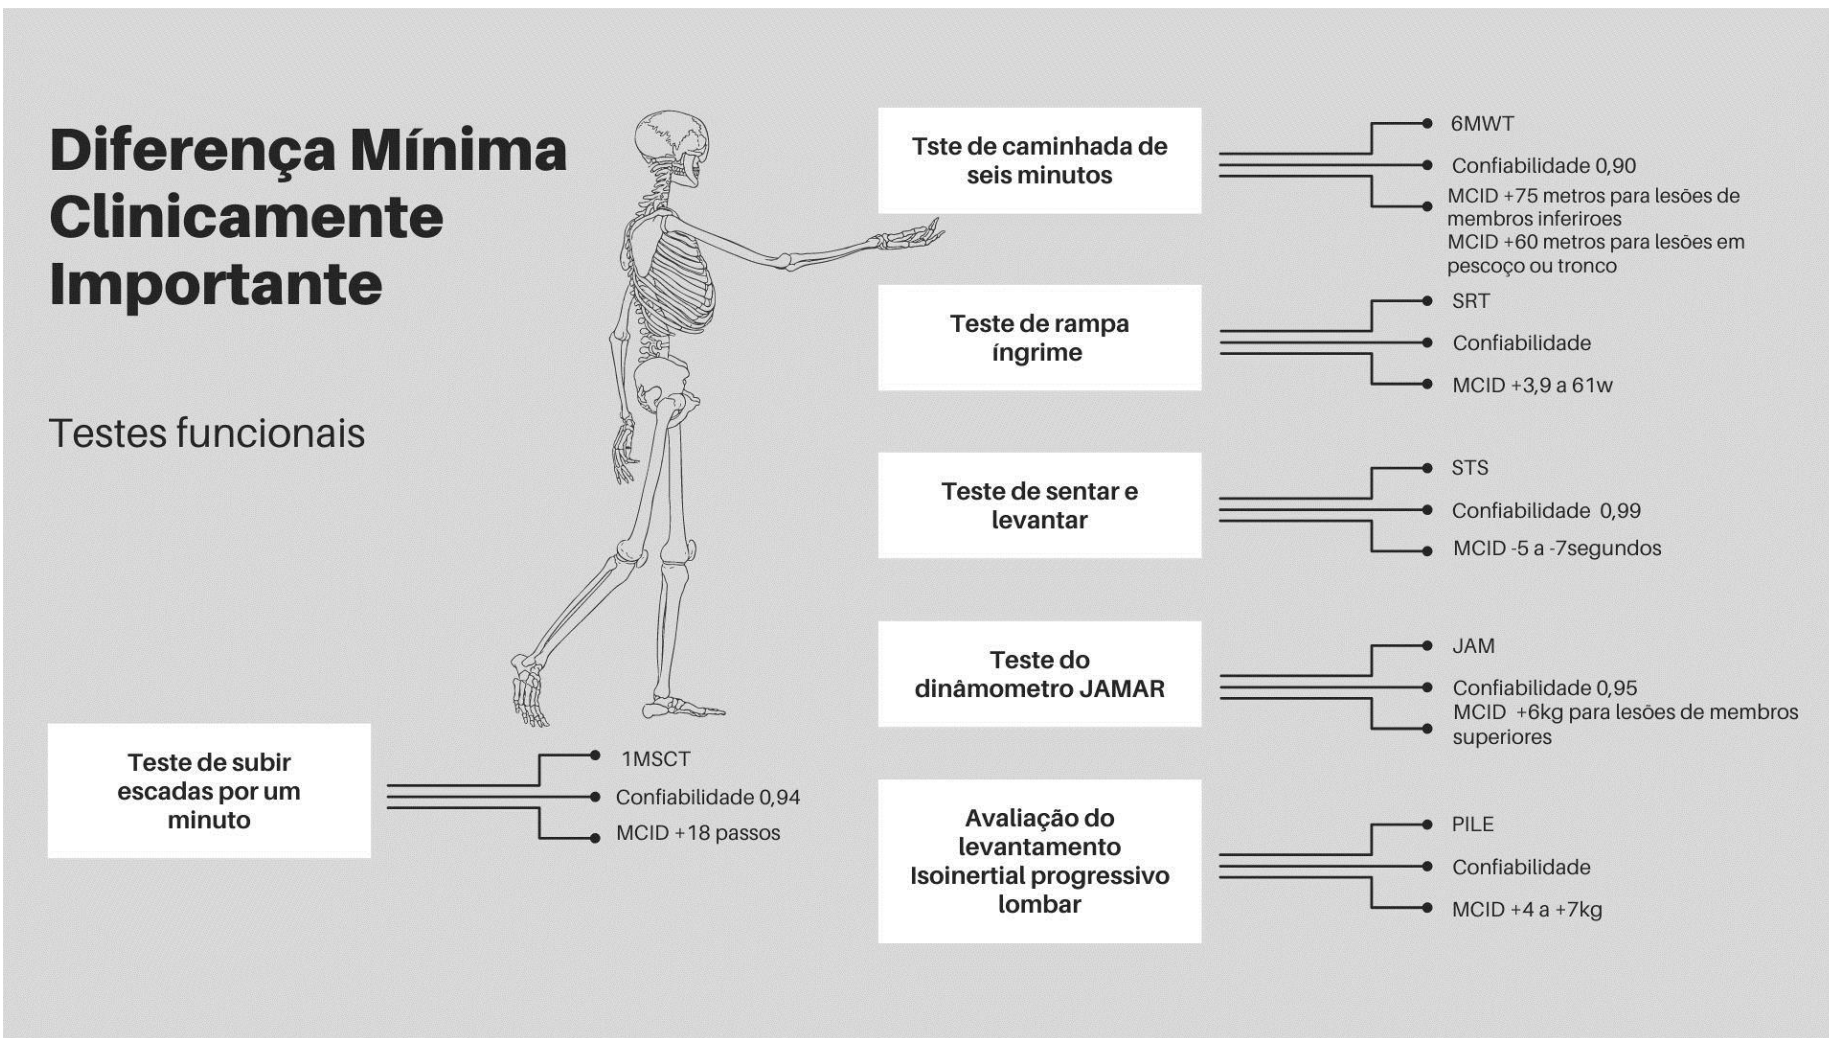 Diferença Mínima
Clinicamente
Importante
Testes funcionais
Tste de caminhada de
seis minutos
6MWT
Confiabilidade 0,90
MCID +75 metros para lesões de
membros inferiroes
MCID +60 metros para lesões em
pescoço ou tronco
Teste de rampa
íngrime
SRT
Confiabilidade
MCID +3,9 a 61w
Teste de sentar e
levantar
STS
Confiabilidade 0,99
MCID -5 a -7segundos
Teste do
dinâmometro JAMAR
JAM
Confiabilidade 0,95
MCID +6kg para lesões de membros
superiores
Teste de subir
escadas por um
minuto
1MSCT
Confiabilidade 0,94
MCID +18 passos
Avaliação do
levantamento
Isoinertial progressivo
lombar
PILE
Confiabilidade
MCID +4 a +7kg